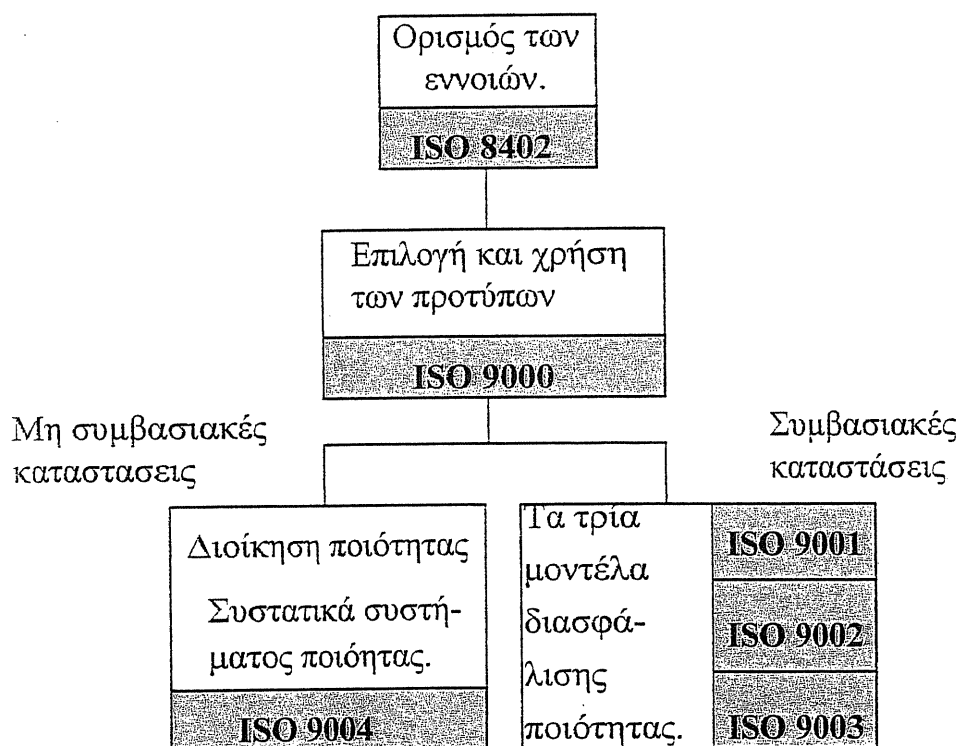 Ορισμός των
εννοιών.
ISO 8402
Επιλογή και χρήση
των προτύπων
ISO 9000
Μη συμβασιακές
καταστασεις
Συμβασιακές
καταστάσεις
Διοίκηση ποιότητας
Συστατικά συστή-
ματος ποιόητας.
ISO 9004
Τα τρία
μοντέλα
διασφά-
λισης
ποιότητας.
ISO 9001
ISO 9002
ISO 9003